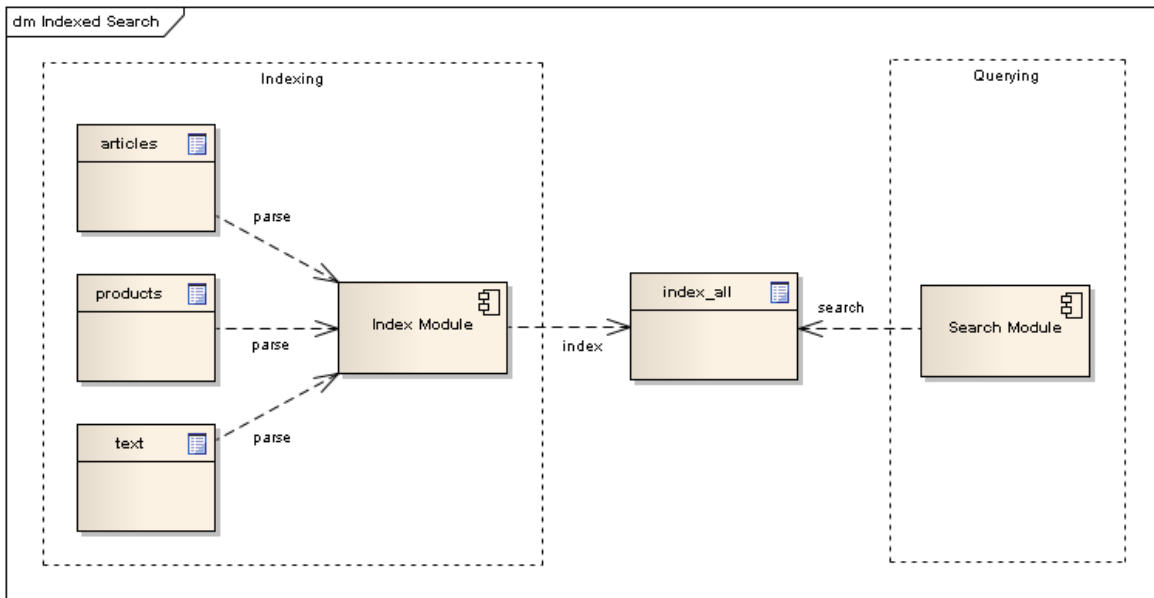 dm Indexed Search
Indexing
Querying
articles
parse
products
parse
Index Module
index
index_all
search
Search Module
text
parse